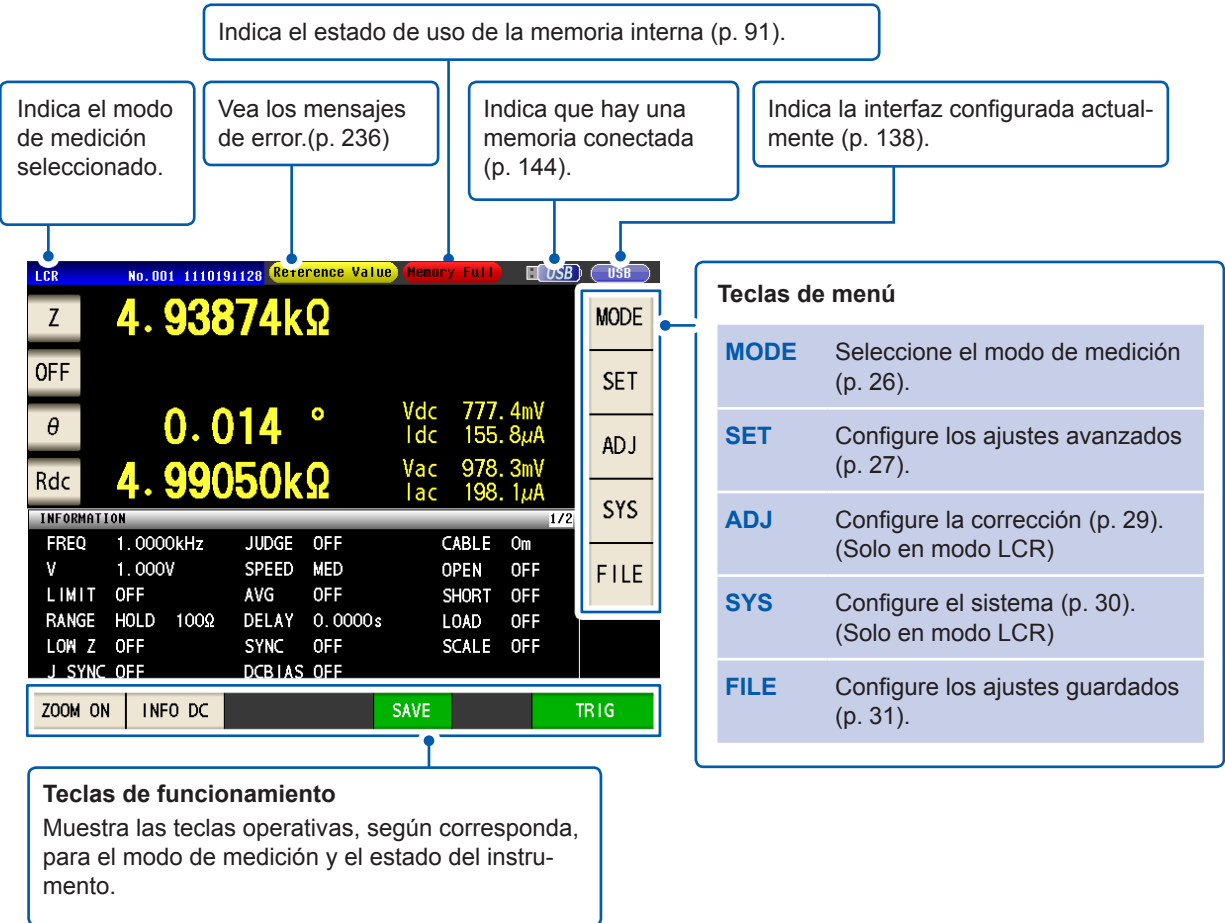 Indica el estado de uso de la memoria interna (p. 91).
Indica el modo
de medición
seleccionado.
Vea los mensajes
de error.(p. 236)
Indica que hay una
memoria conectada
(p. 144).
Indica la interfaz configurada actual-
mente (p. 138).
LCR No.001 1110191128 Reference Value Memory Full USB USB
Z 4.93874kΩ
OFF
θ 0.014 ° Vdc 777.4mV
Idc 155.8μA
Rdc 4.99050kΩ Vac 978.3mV
Iac 198.1μA
INFORMATION 1/2
FREQ 1.0000kHz JUDGE OFF CABLE 0m
V 1.000V SPEED MED OPEN OFF
LIMIT OFF AVG OFF SHORT OFF
RANGE HOLD 100Ω DELAY 0.0000s LOAD OFF
LOW Z OFF SYNC OFF SCALE OFF
J SYNC OFF DCBIAS OFF
MODE
SET
ADJ
SYS
FILE
ZOOM ON INFO DC SAVE TRIG
Teclas de menú
MODE Seleccione el modo de medición
(p. 26).
SET Configure los ajustes avanzados
(p. 27).
ADJ Configure la corrección (p. 29).
(Solo en modo LCR)
SYS Configure el sistema (p. 30).
(Solo en modo LCR)
FILE Configure los ajustes guardados
(p. 31).
Teclas de funcionamiento
Muestra las teclas operativas, según corresponda,
para el modo de medición y el estado del instru-
mento.